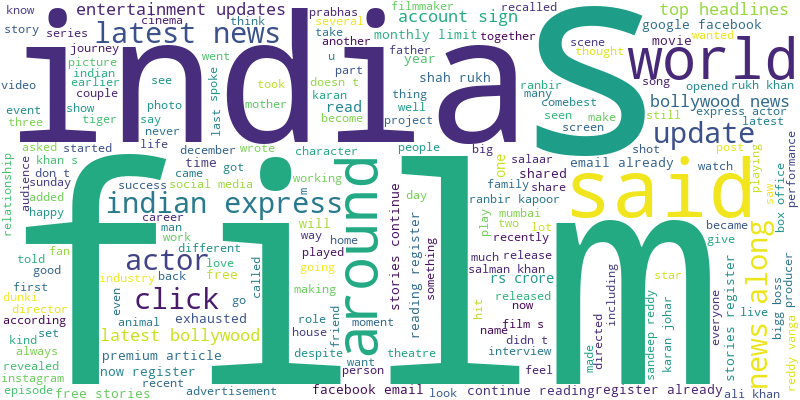 know
entertainment updates
cinema
think
prabhas
several
filmmaker
recalled
account sign
top headlines
story
series
latest news
take
monthly limit
together
google facebook
journey
another
father
scene
movie
wanted
picture
went
u
year
thought
indian
india
S
world
earlier
see
doesn t
part
shah rukh
ranbir
song
opened
rukh khan
video
couple
took
karan
thing
many
comebest
bollywood news
event
show
photo
last spoke
mother
read
well
seen
make
still
express actor
three
tiger
say
become
project
screen
update
latest
never
asked
started
december
wrote
character
people
big
salaar
shot
post
relationship
audience
khan s
life
time
got
email already
watch
playing
performance
don t
came
around
one
shared
said
saw
box office
sunday
success
social media
working
family
share
added
m
day
ranbir kapoor
happy
indian express
stories continue
reading register
something
play
mumbai
became
career
will
two
lot
give
fan
man
work
way
home
recently
film
told
different
played
much
release
news along
stories register
good
actor
back
love
going
salman khan
star
first
industry
free
called
rs crore
including
everyone
dunki
even
click
go
making
released
live
bigg boss
producer
director
now
according
animal
exhausted
role
friend
moment
hit
name
film s
directed
sandeep reddy
karan johar
reddy vanga
set
house
kind
latest bollywood
despite
theatre
didn t
always
premium article
want
interview
made
revealed
now register
person
feel
instagram
recent
episode
free stories
advertisement
facebook email
look
continue reading
register already
ali khan